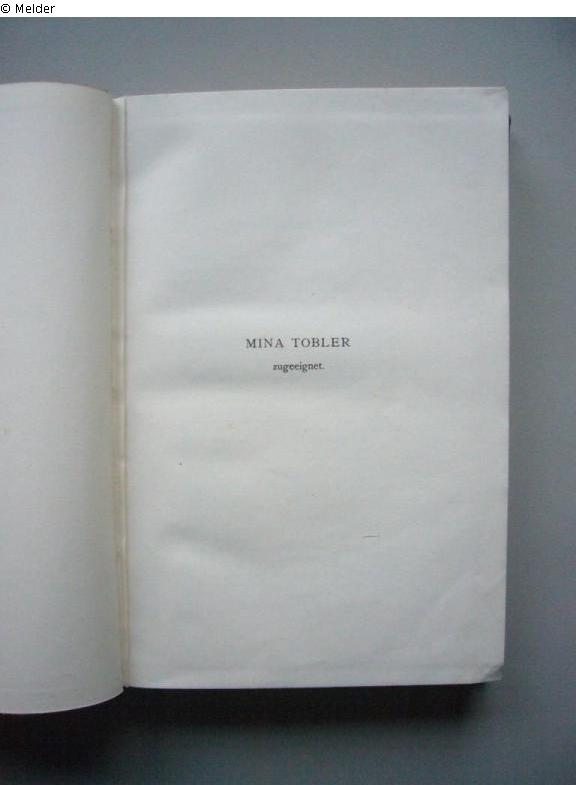 © Melder
MINA TOBLER
zugeeignet.